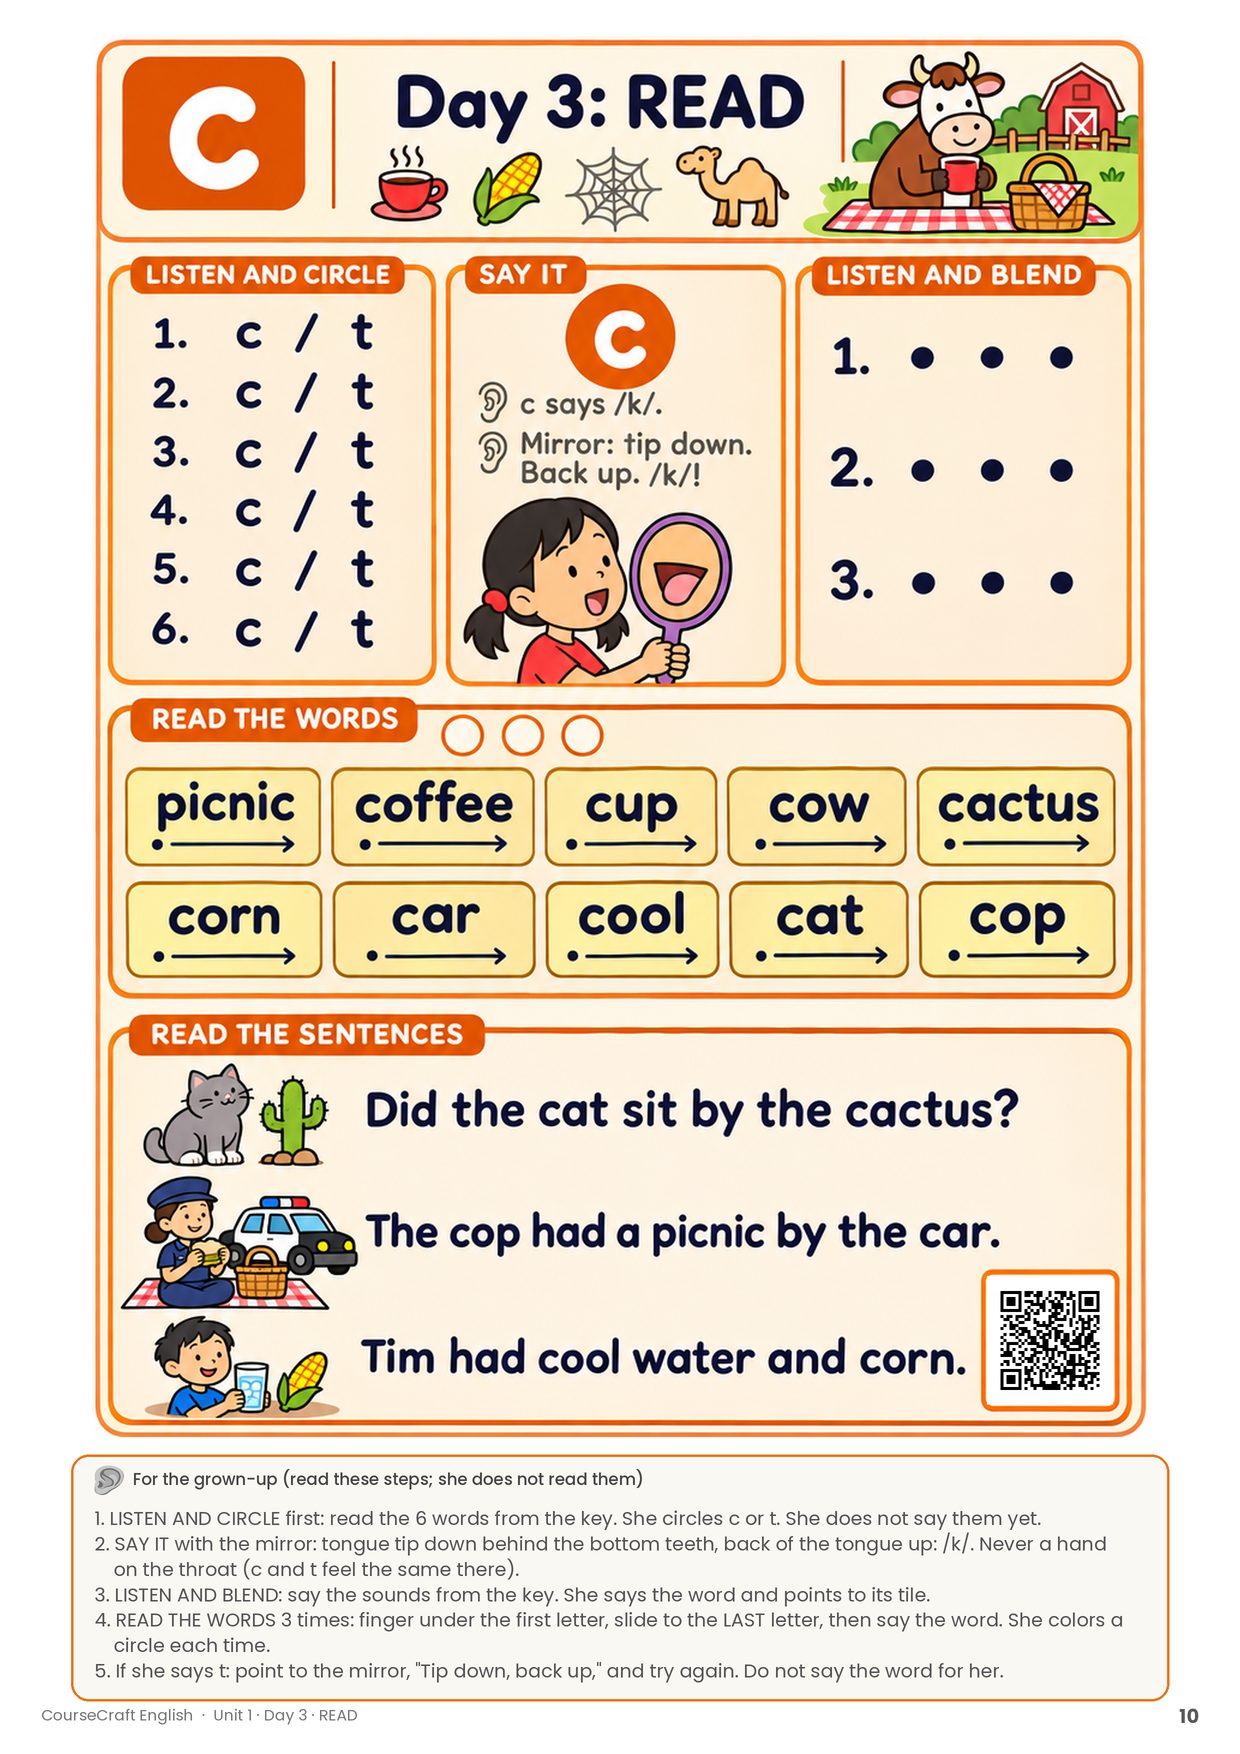 c
Day 3: READ
LISTEN AND CIRCLE
1. c / t
2. c / t
3. c / t
4. c / t
5. c / t
6. c / t
SAY IT
c
c says /k/.
Mirror: tip down.
Back up. /k/!
LISTEN AND BLEND
1. • • •
2. • • •
3. • • •
READ THE WORDS
picnic coffee cup cow cactus
corn car cool cat cop
READ THE SENTENCES
Did the cat sit by the cactus?
The cop had a picnic by the car.
Tim had cool water and corn.
For the grown-up (read these steps; she does not read them)
1. LISTEN AND CIRCLE first: read the 6 words from the key. She circles c or t. She does not say them yet.
2. SAY IT with the mirror: tongue tip down behind the bottom teeth, back of the tongue up: /k/. Never a hand
on the throat (c and t feel the same there).
3. LISTEN AND BLEND: say the sounds from the key. She says the word and points to its tile.
4. READ THE WORDS 3 times: finger under the first letter, slide to the LAST letter, then say the word. She colors a
circle each time.
5. If she says t: point to the mirror, "Tip down, back up," and try again. Do not say the word for her.
CourseCraft English · Unit 1 · Day 3 · READ
10